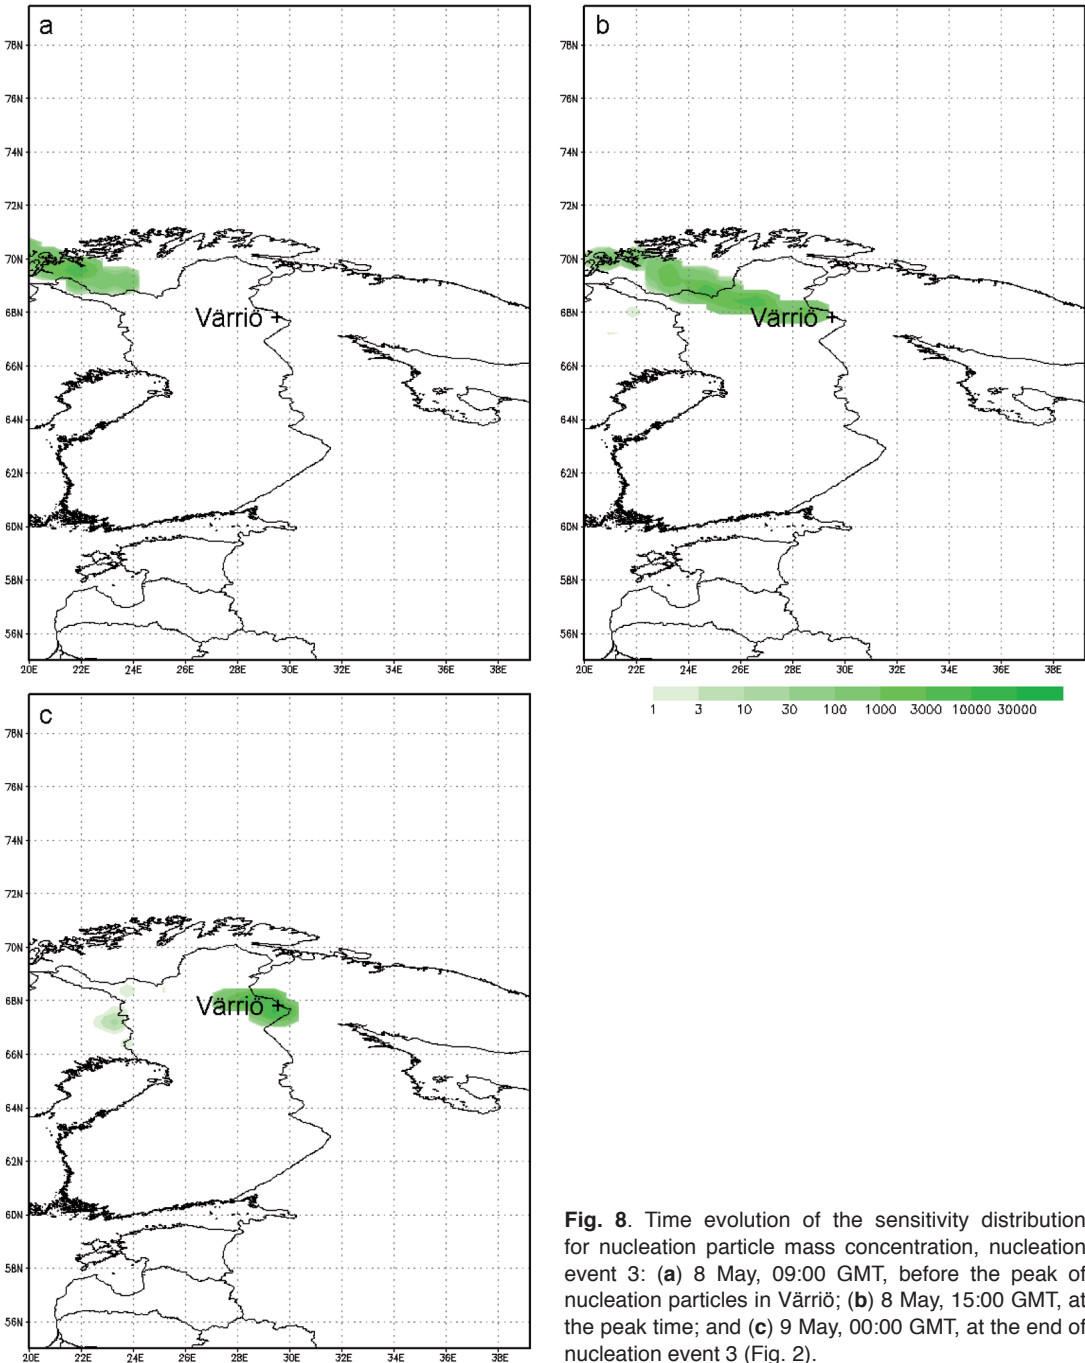 a
78N
76N
74N
72N
70N
68N
66N
64N
62N
60N
58N
56N
Värriö
20E 22E 24E 26E 28E 30E 32E 34E 36E 38E
b
78N
76N
74N
72N
70N
68N
66N
64N
62N
60N
58N
56N
Värriö
20E 22E 24E 26E 28E 30E 32E 34E 36E 38E
1 3 10 30 100 1000 3000 10000 30000
c
78N
76N
74N
72N
70N
68N
66N
64N
62N
60N
58N
56N
Värriö
20E 22E 24E 26E 28E 30E 32E 34E 36E 38E
Fig. 8. Time evolution of the sensitivity distribution
for nucleation particle mass concentration, nucleation
event 3: (a) 8 May, 09:00 GMT, before the peak of
nucleation particles in Värriö; (b) 8 May, 15:00 GMT, at
the peak time; and (c) 9 May, 00:00 GMT, at the end of
nucleation event 3 (Fig. 2).